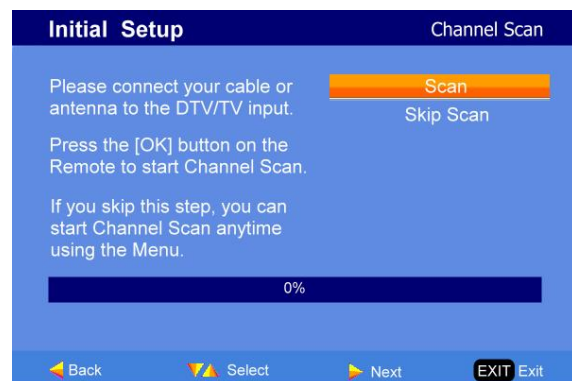 Initial Setup
Channel Scan
Please connect your cable or
antenna to the DTV/TV input.
Press the [OK] button on the
Remote to start Channel Scan.
If you skip this step, you can
start Channel Scan anytime
using the Menu.
Scan
Skip Scan
0%
Back Select Next EXIT Exit